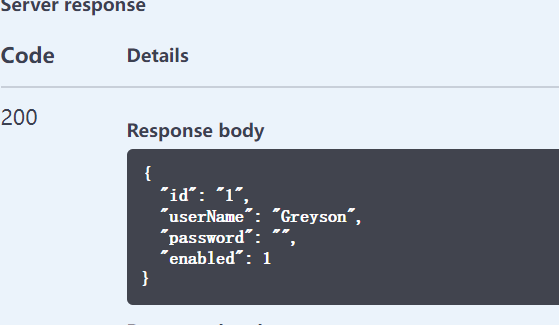 Server response
Code Details
200
Response body
{
"id": "1",
"userName": "Greyson",
"password": "",
"enabled": 1
}